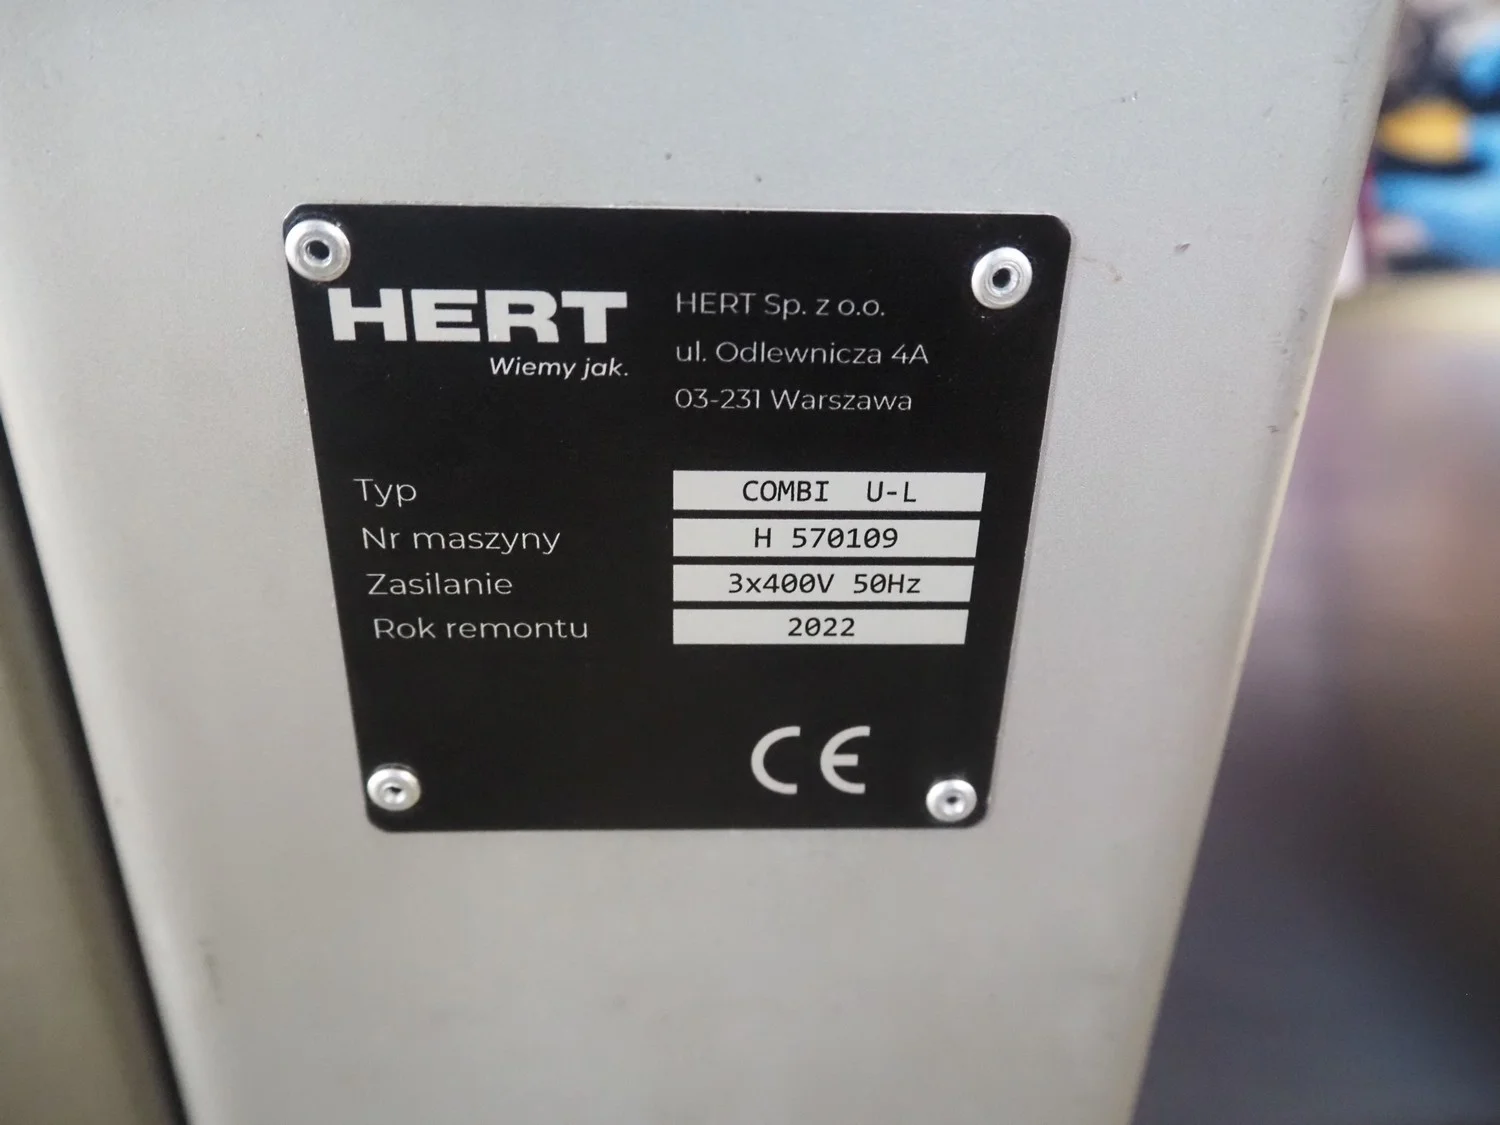 HERT
Wiemy jak.
HERT Sp. z o.o.
ul. Odlewnicza 4A
03-231 Warszawa
Typ COMBI U-L
Nr maszyny H 570109
Zasilanie 3x400V 50Hz
Rok remontu 2022
CE